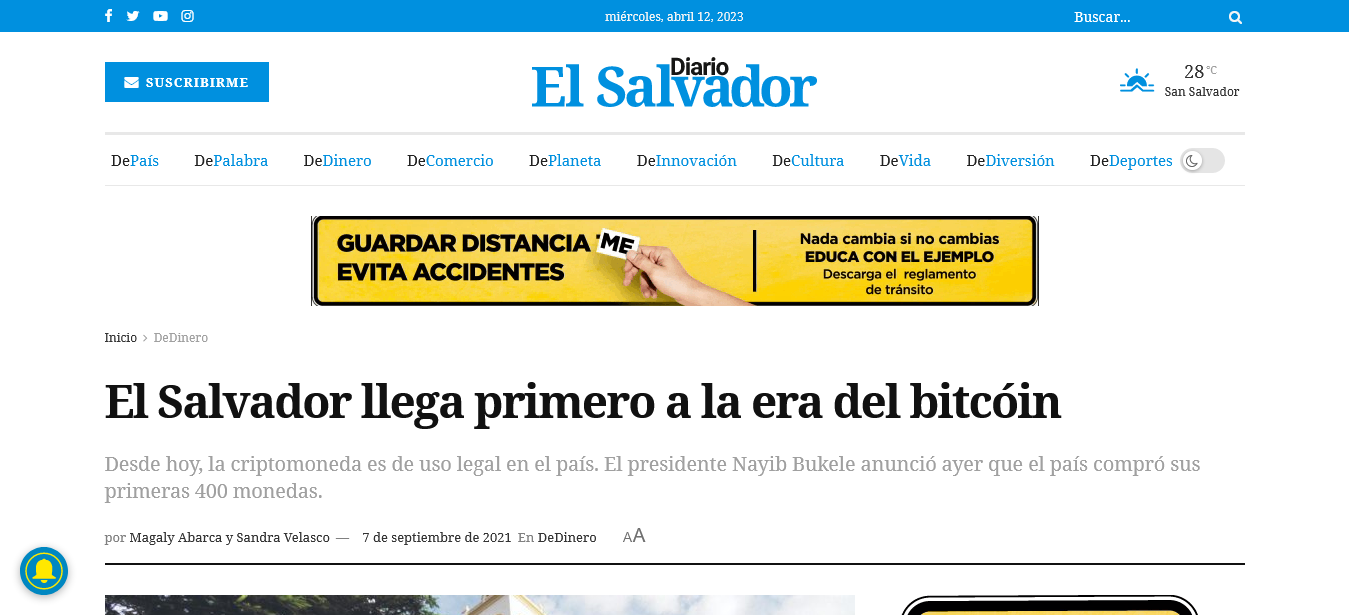 miércoles, abril 12, 2023
Buscar...
SUSCRIBIRME
Diario
El Salvador
28 °C
San Salvador
DePaís DePalabra DeDinero DeComercio DePlaneta DeInnovación DeCultura DeVida DeDiversión DeDeportes
GUARDAR DISTANCIA ME
EVITA ACCIDENTES
Nada cambia si no cambias
EDUCA CON EL EJEMPLO
Descarga el reglamento
de tránsito
Inicio > DeDinero
El Salvador llega primero a la era del bitcóin
Desde hoy, la criptomoneda es de uso legal en el país. El presidente Nayib Bukele anunció ayer que el país compró sus
primeras 400 monedas.
por Magaly Abarca y Sandra Velasco — 7 de septiembre de 2021 En DeDinero AA